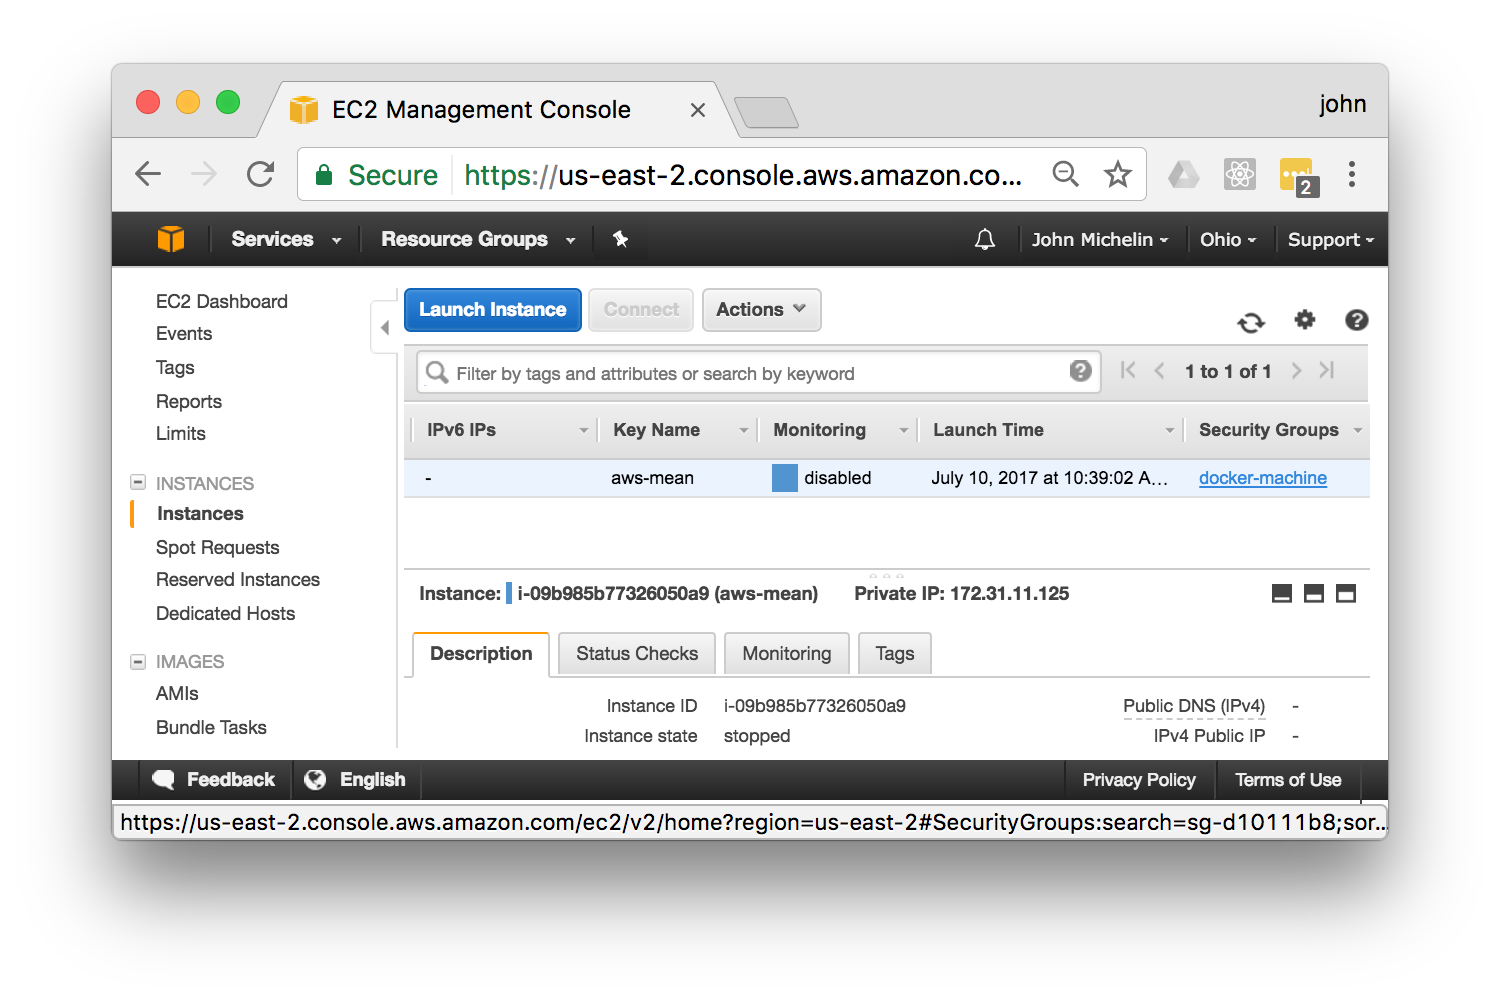 EC2 Management Console
john
Secure https://us-east-2.console.aws.amazon.co...
2
Services Resource Groups John Michelin Ohio Support
EC2 Dashboard
Events
Tags
Reports
Limits
INSTANCES
Instances
Spot Requests
Reserved Instances
Dedicated Hosts
IMAGES
AMIs
Bundle Tasks
Launch Instance Connect Actions
Filter by tags and attributes or search by keyword 1 to 1 of 1
IPv6 IPs Key Name Monitoring Launch Time Security Groups
- aws-mean disabled July 10, 2017 at 10:39:02 A... docker-machine
Instance: i-09b985b77326050a9 (aws-mean) Private IP: 172.31.11.125
Description Status Checks Monitoring Tags
Instance ID i-09b985b77326050a9 Public DNS (IPv4) -
Instance state stopped IPv4 Public IP -
Feedback English Privacy Policy Terms of Use
https://us-east-2.console.aws.amazon.com/ec2/v2/home?region=us-east-2#SecurityGroups:search=sg-d10111b8;sor...